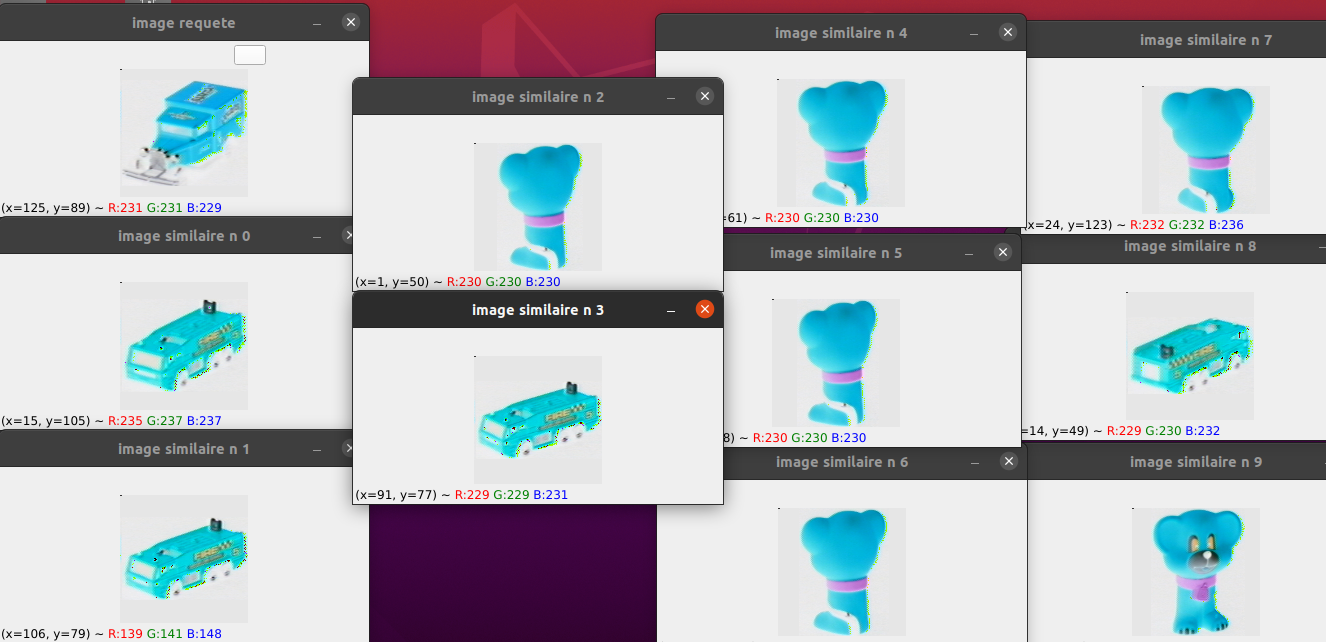 image requete
(x=125, y=89) ~ R:231 G:231 B:229
image similaire n 0
(x=15, y=105) ~ R:235 G:237 B:237
image similaire n 1
(x=106, y=79) ~ R:139 G:141 B:148
image similaire n 2
(x=1, y=50) ~ R:230 G:230 B:230
image similaire n 3
FIRE
(x=91, y=77) ~ R:229 G:229 B:231
image similaire n 4
=61) ~ R:230 G:230 B:230
image similaire n 5
8) ~ R:230 G:230 B:230
image similaire n 6
image similaire n 7
(x=24, y=123) ~ R:232 G:232 B:236
image similaire n 8
FIRE
=14, y=49) ~ R:229 G:230 B:232
image similaire n 9